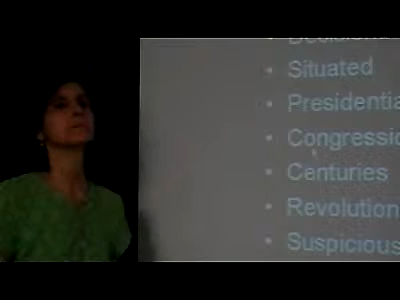 • Situated
• Presidentia
• Congressio
• Centuries
• Revolution
• Suspicious